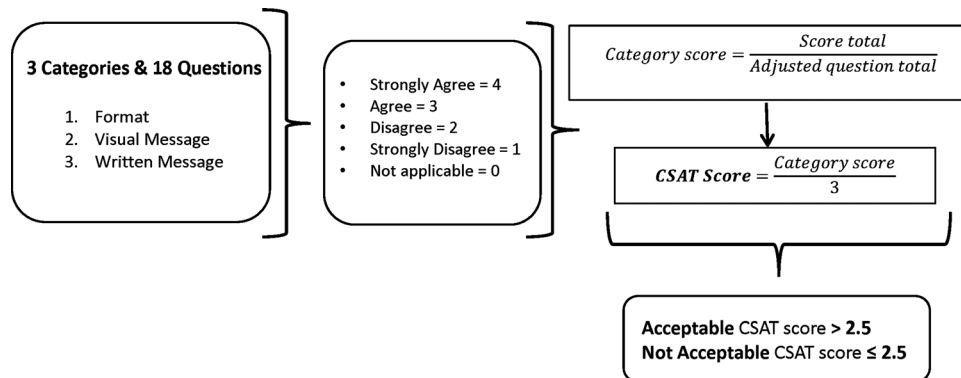 3 Categories & 18 Questions
1. Format
2. Visual Message
3. Written Message
• Strongly Agree = 4
• Agree = 3
• Disagree = 2
• Strongly Disagree = 1
• Not applicable = 0
Category score = Score total / Adjusted question total
CSAT Score = Category score / 3
Acceptable CSAT score > 2.5
Not Acceptable CSAT score ≤ 2.5